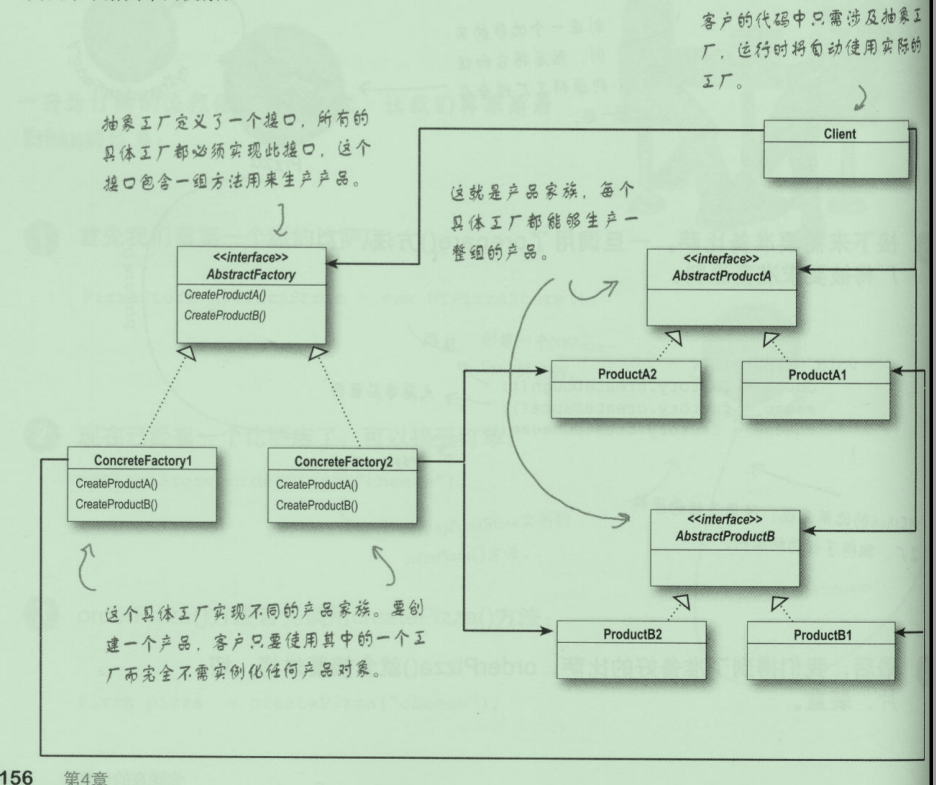 客户的代码中只需涉及抽象工
厂，运行时将自动使用实际的
工厂。
抽象工厂定义了一个接口，所有的
具体工厂都必须实现此接口，这个
接口包含一组方法用来生产产品。
Client
这就是产品家族，每个
具体工厂都能够生产一
整组的产品。
<<interface>>
AbstractFactory
CreateProductA()
CreateProductB()
<<interface>>
AbstractProductA
ProductA2
ProductA1
ConcreteFactory1
CreateProductA()
CreateProductB()
ConcreteFactory2
CreateProductA()
CreateProductB()
<<interface>>
AbstractProductB
ProductB2
ProductB1
这个具体工厂实现不同的产品家族。要创
建一个产品，客户只要使用其中的一个工
厂而完全不需实例化任何产品对象。
156 第4章